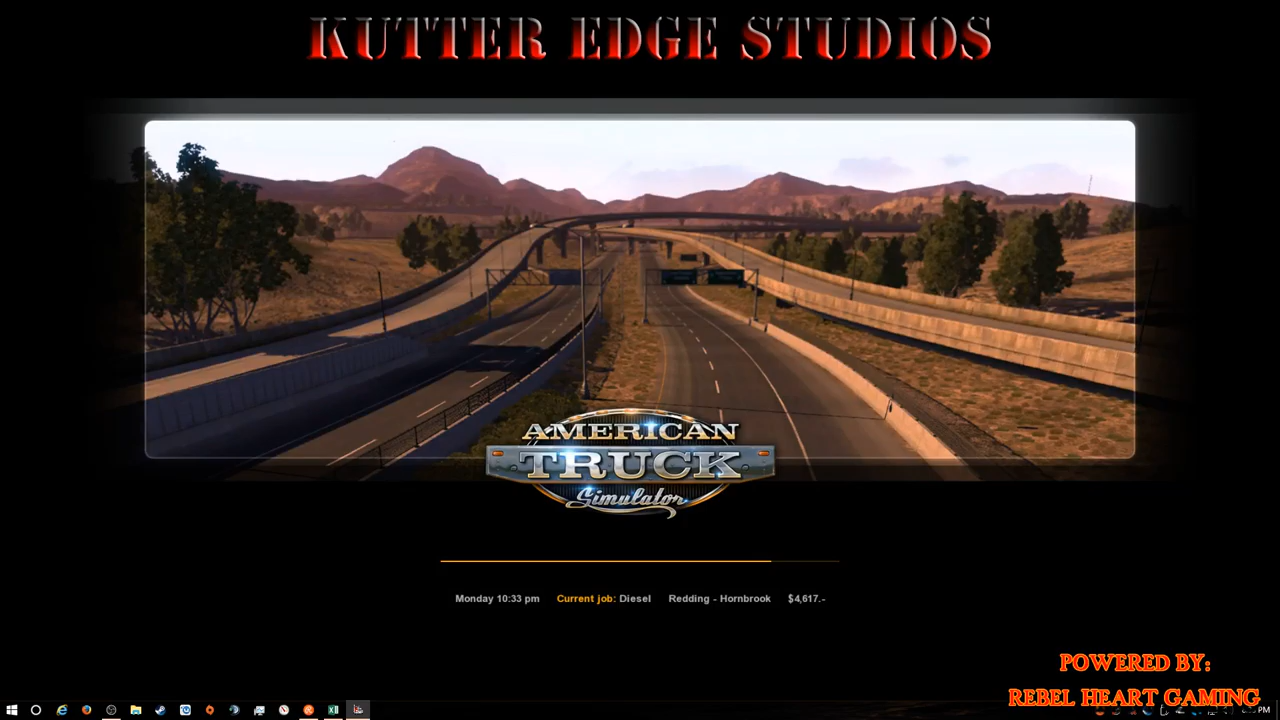 KUTTER EDGE STUDIOS
AMERICAN
TRUCK
Simulator
Monday 10:33 pm Current job: Diesel Redding - Hornbrook $4,617.-
POWERED BY:
REBEL HEART GAMING
PM